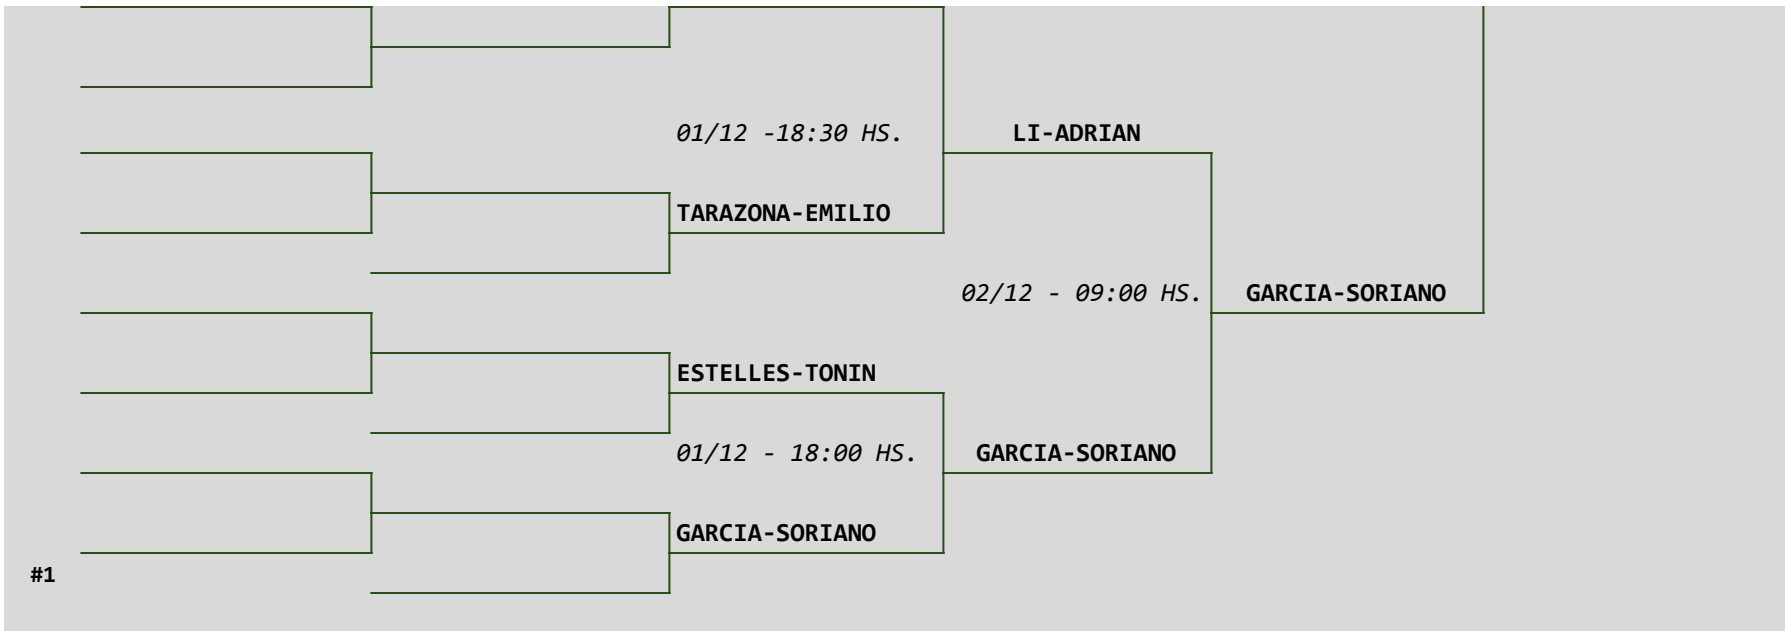 01/12 -18:30 HS. LI-ADRIAN
TARAZONA-EMILIO
02/12 - 09:00 HS. GARCIA-SORIANO
ESTELLES-TONIN
01/12 - 18:00 HS. GARCIA-SORIANO
GARCIA-SORIANO
#1